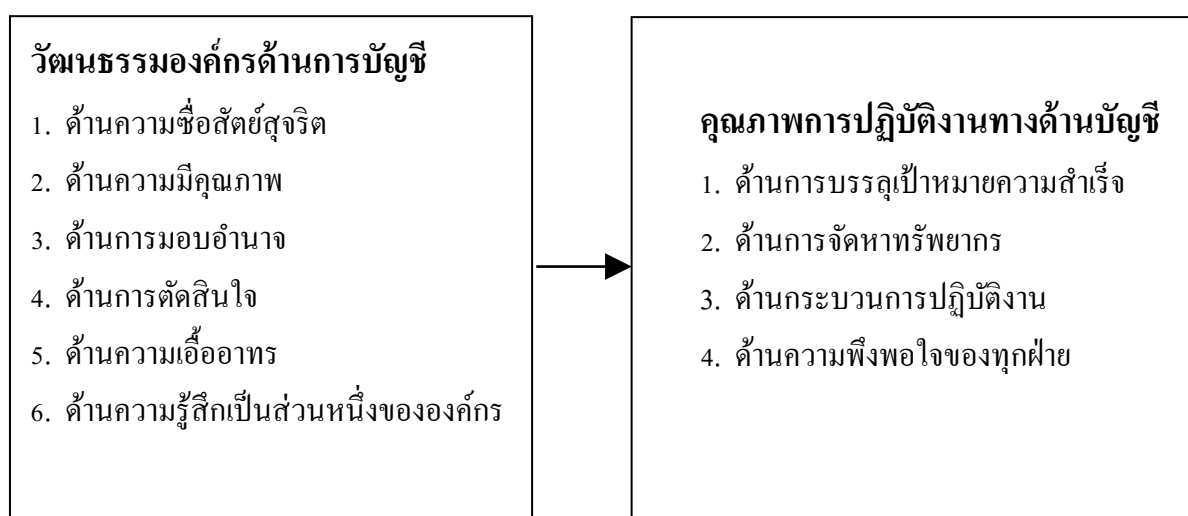 วัฒนธรรมองค์กรด้านการบัญชี
1. ด้านความซื่อสัตย์สุจริต
2. ด้านความมีคุณภาพ
3. ด้านการมอบอำนาจ
4. ด้านการตัดสินใจ
5. ด้านความเอื้ออาทร
6. ด้านความรู้สึกเป็นส่วนหนึ่งขององค์กร
คุณภาพการปฏิบัติงานทางด้านบัญชี
1. ด้านการบรรลุเป้าหมายความสำเร็จ
2. ด้านการจัดหาทรัพยากร
3. ด้านกระบวนการปฏิบัติงาน
4. ด้านความพึงพอใจของทุกฝ่าย